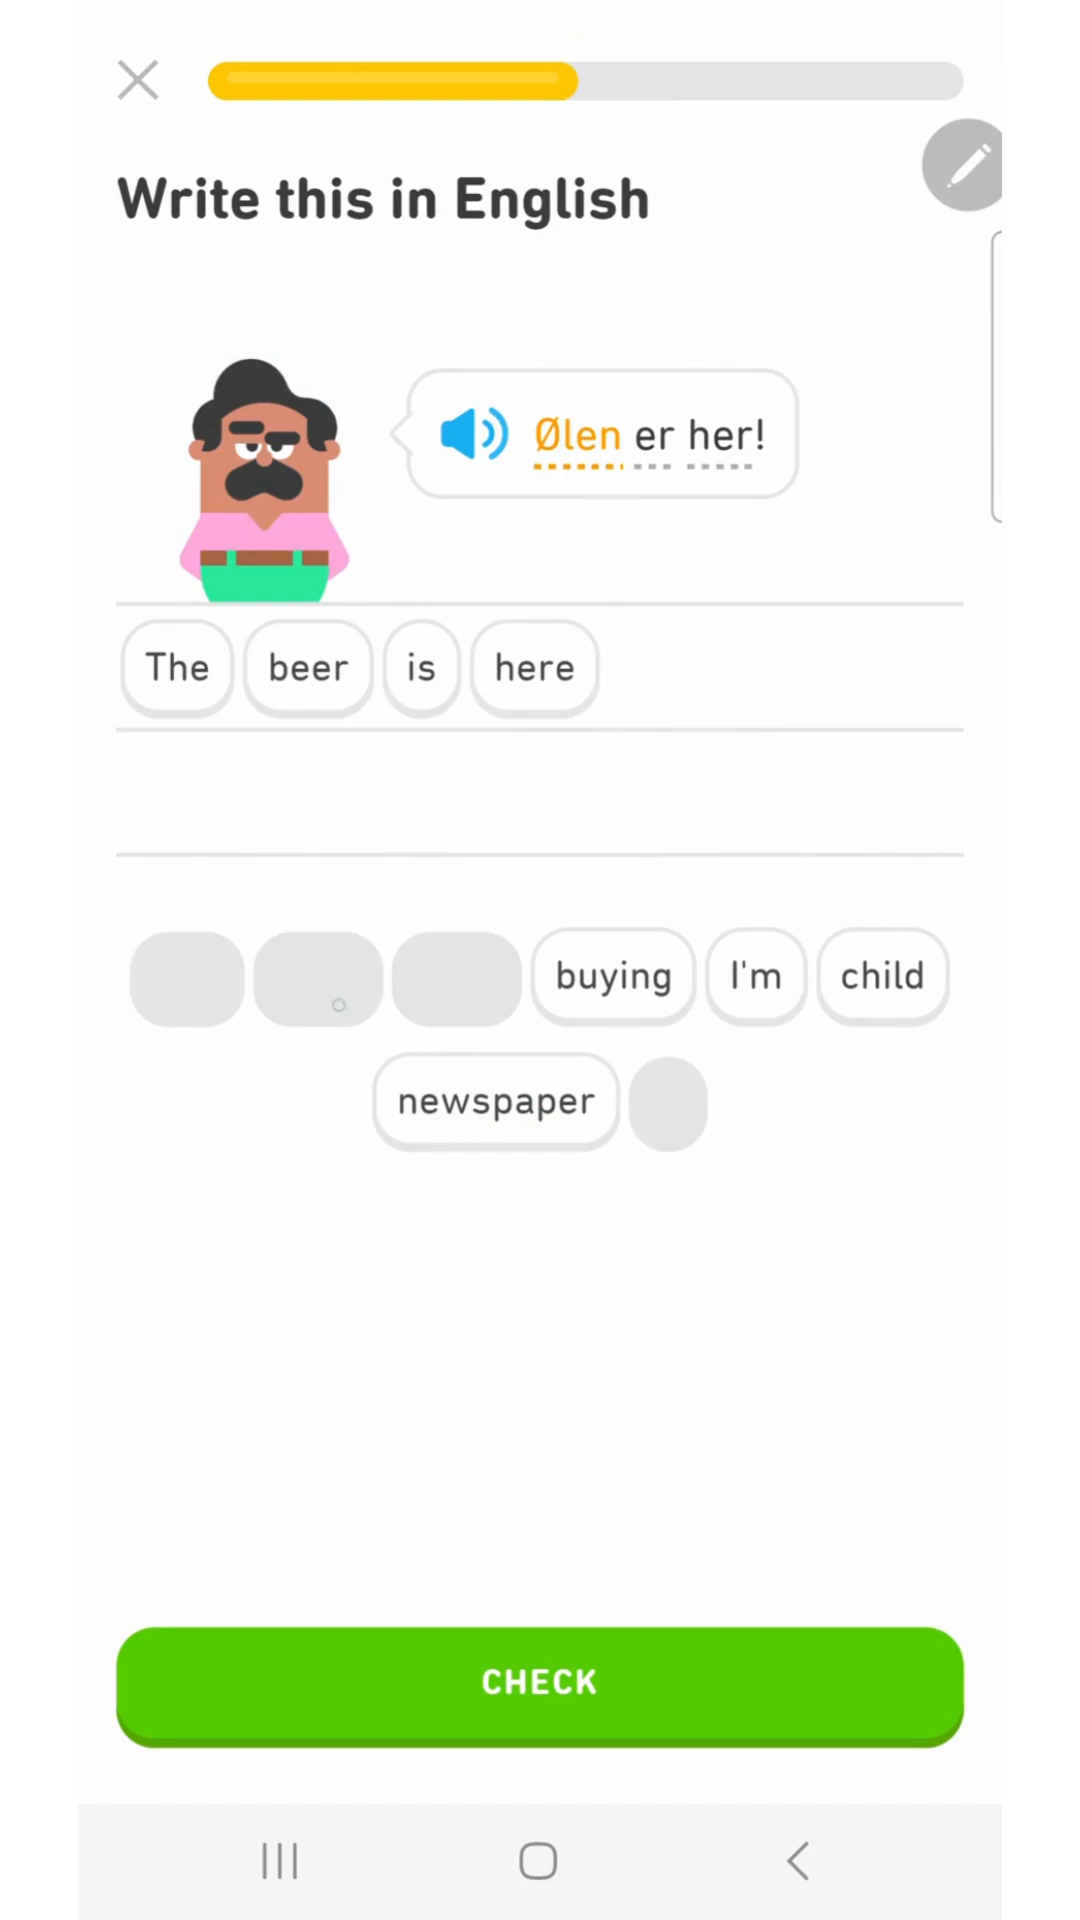 Write this in English
Ølen er her!
The beer is here
buying I'm child
newspaper
CHECK